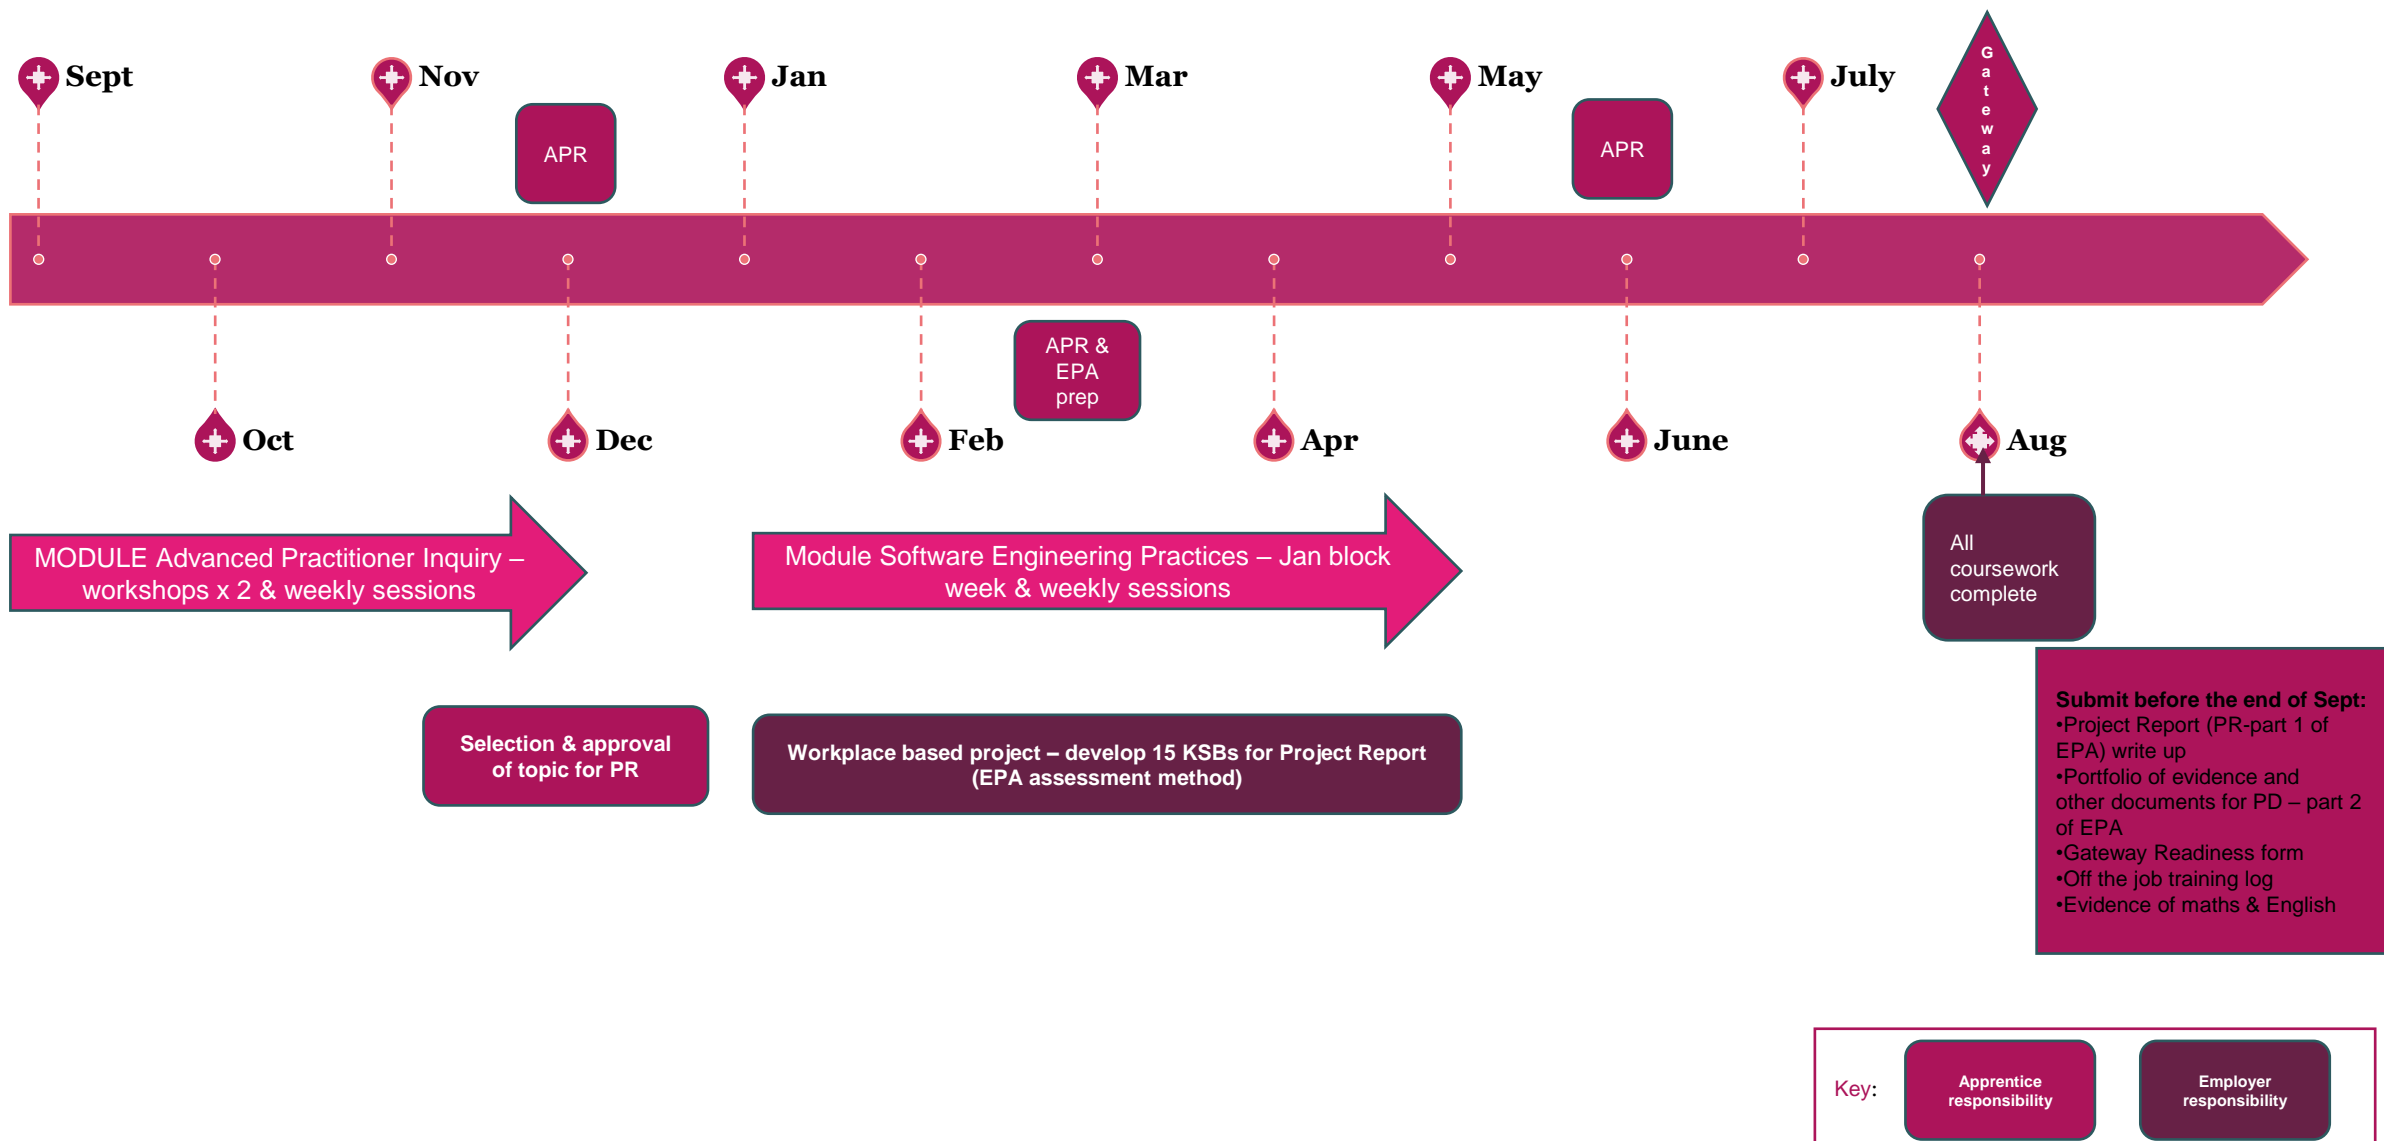 Sept
Nov
Jan
Mar
May
July
Gateway
APR
APR
APR &
EPA
prep
Oct
Dec
Feb
Apr
June
Aug
MODULE Advanced Practitioner Inquiry –
workshops x 2 & weekly sessions
Module Software Engineering Practices – Jan block
week & weekly sessions
All
coursework
complete
Selection & approval
of topic for PR
Workplace based project – develop 15 KSBs for Project Report
(EPA assessment method)
Submit before the end of Sept:
•Project Report (PR-part 1 of
EPA) write up
•Portfolio of evidence and
other documents for PD – part 2
of EPA
•Gateway Readiness form
•Off the job training log
•Evidence of maths & English
Key:
Apprentice
responsibility
Employer
responsibility